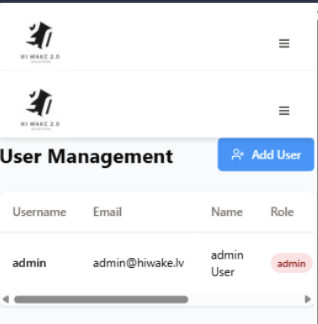 HI WAKE 2.0
HI WAKE 2.0
User Management
Add User
Username Email Name Role
admin admin@hiwake.lv admin User admin